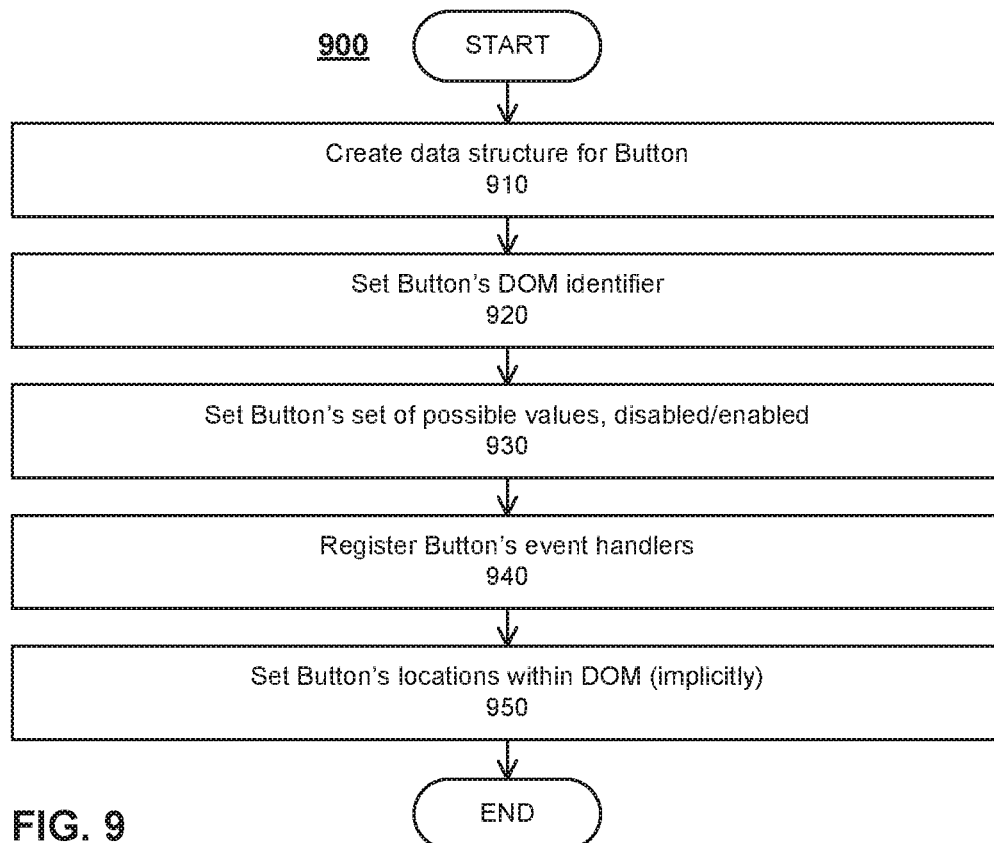 900
START
Create data structure for Button
910
Set Button's DOM identifier
920
Set Button's set of possible values, disabled/enabled
930
Register Button's event handlers
940
Set Button's locations within DOM (implicitly)
950
END
FIG. 9